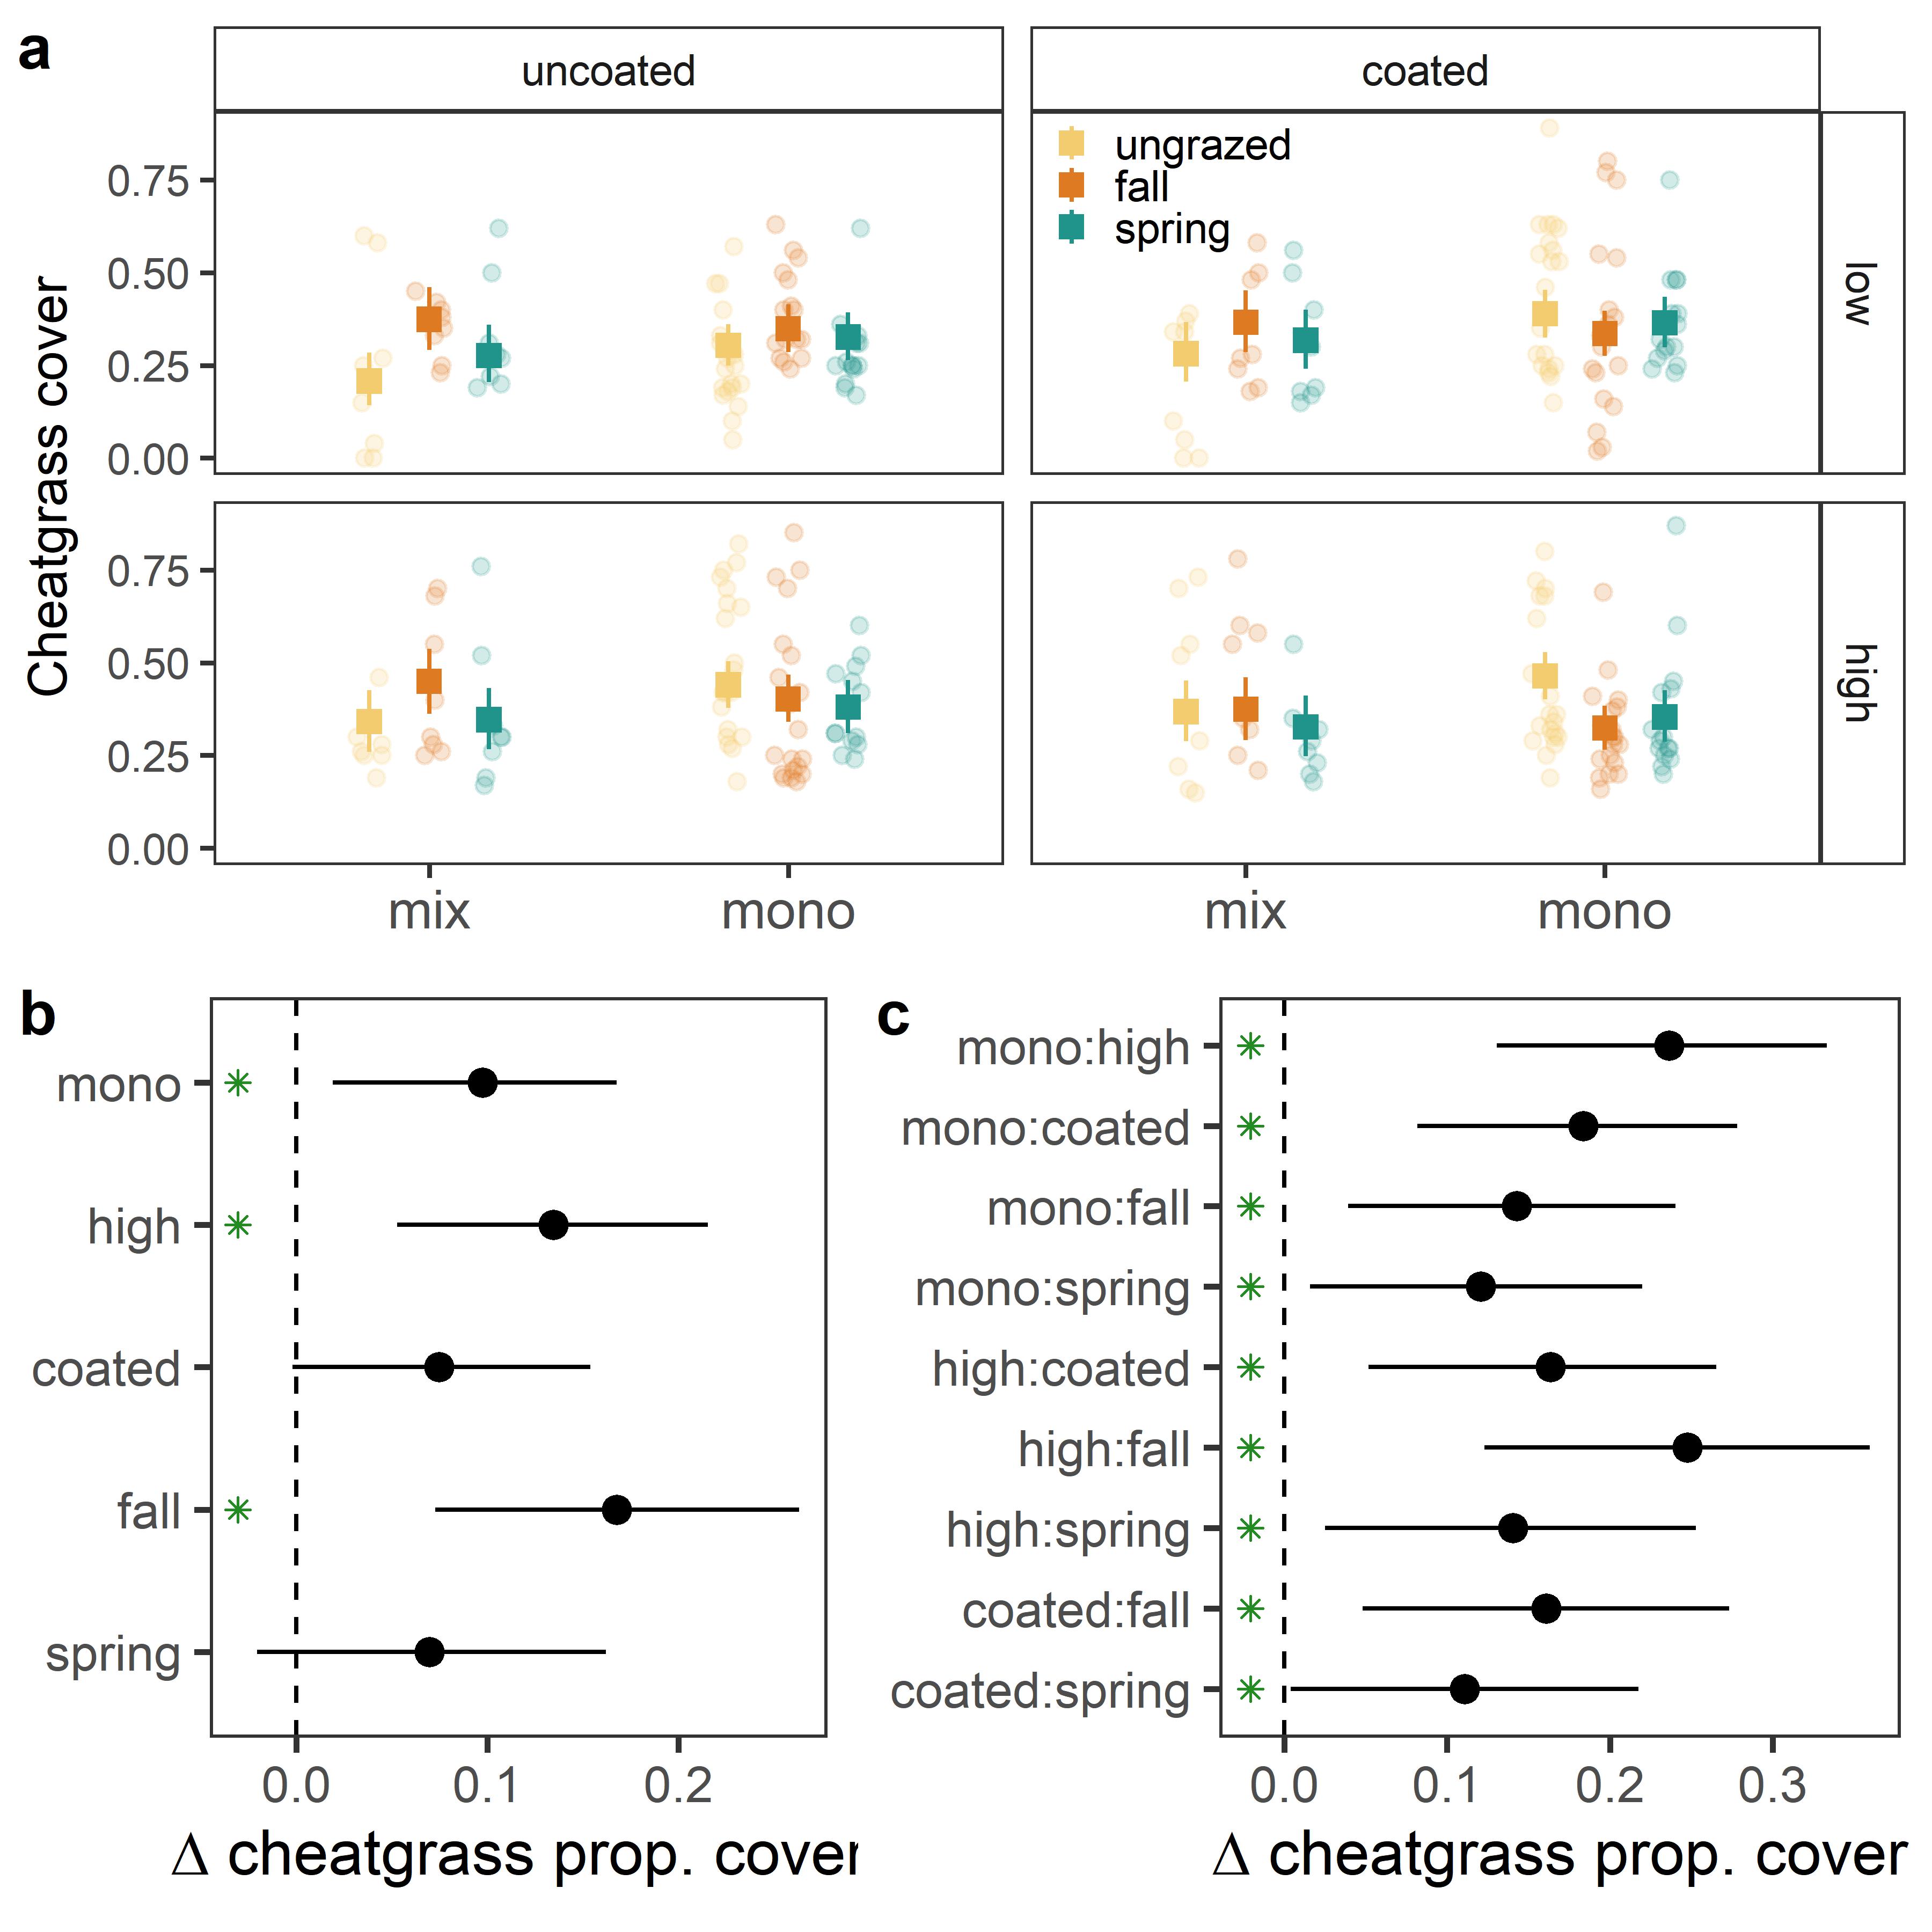 a
uncoated
coated
ungrazed
fall
spring
low
high
Cheatgrass cover
0.75
0.50
0.25
0.00
0.75
0.50
0.25
0.00
mix
mono
mix
mono
b
mono
high
coated
fall
spring
*
*
*
0.0
0.1
0.2
Δ cheatgrass prop. cover
c
mono:high
mono:coated
mono:fall
mono:spring
high:coated
high:fall
high:spring
coated:fall
coated:spring
*
*
*
*
*
*
*
*
*
0.0
0.1
0.2
0.3
Δ cheatgrass prop. cover